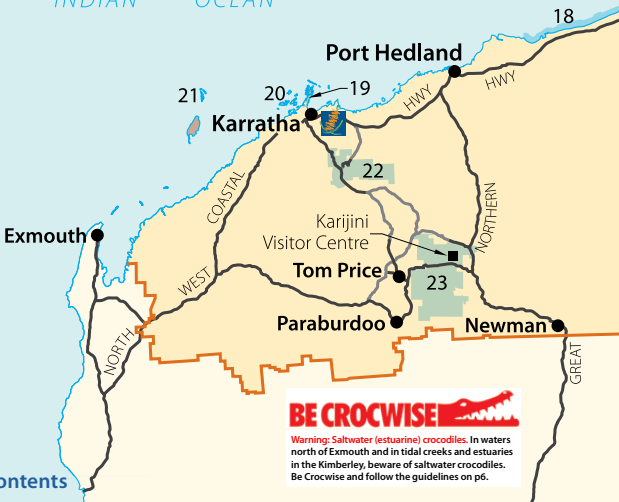 INDIAN OCEAN
18
Port Hedland
HWY
19
20
21
HWY
Karratha
22
COASTAL
NORTHERN
Karijini
Visitor Centre
Exmouth
WEST
Tom Price
23
Paraburdoo
Newman
NORTH
GREAT
BE CROCWISE
Warning: Saltwater (estuarine) crocodiles. In waters
north of Exmouth and in tidal creeks and estuaries
in the Kimberley, beware of saltwater crocodiles.
Be Crocwise and follow the guidelines on p6.
ontents